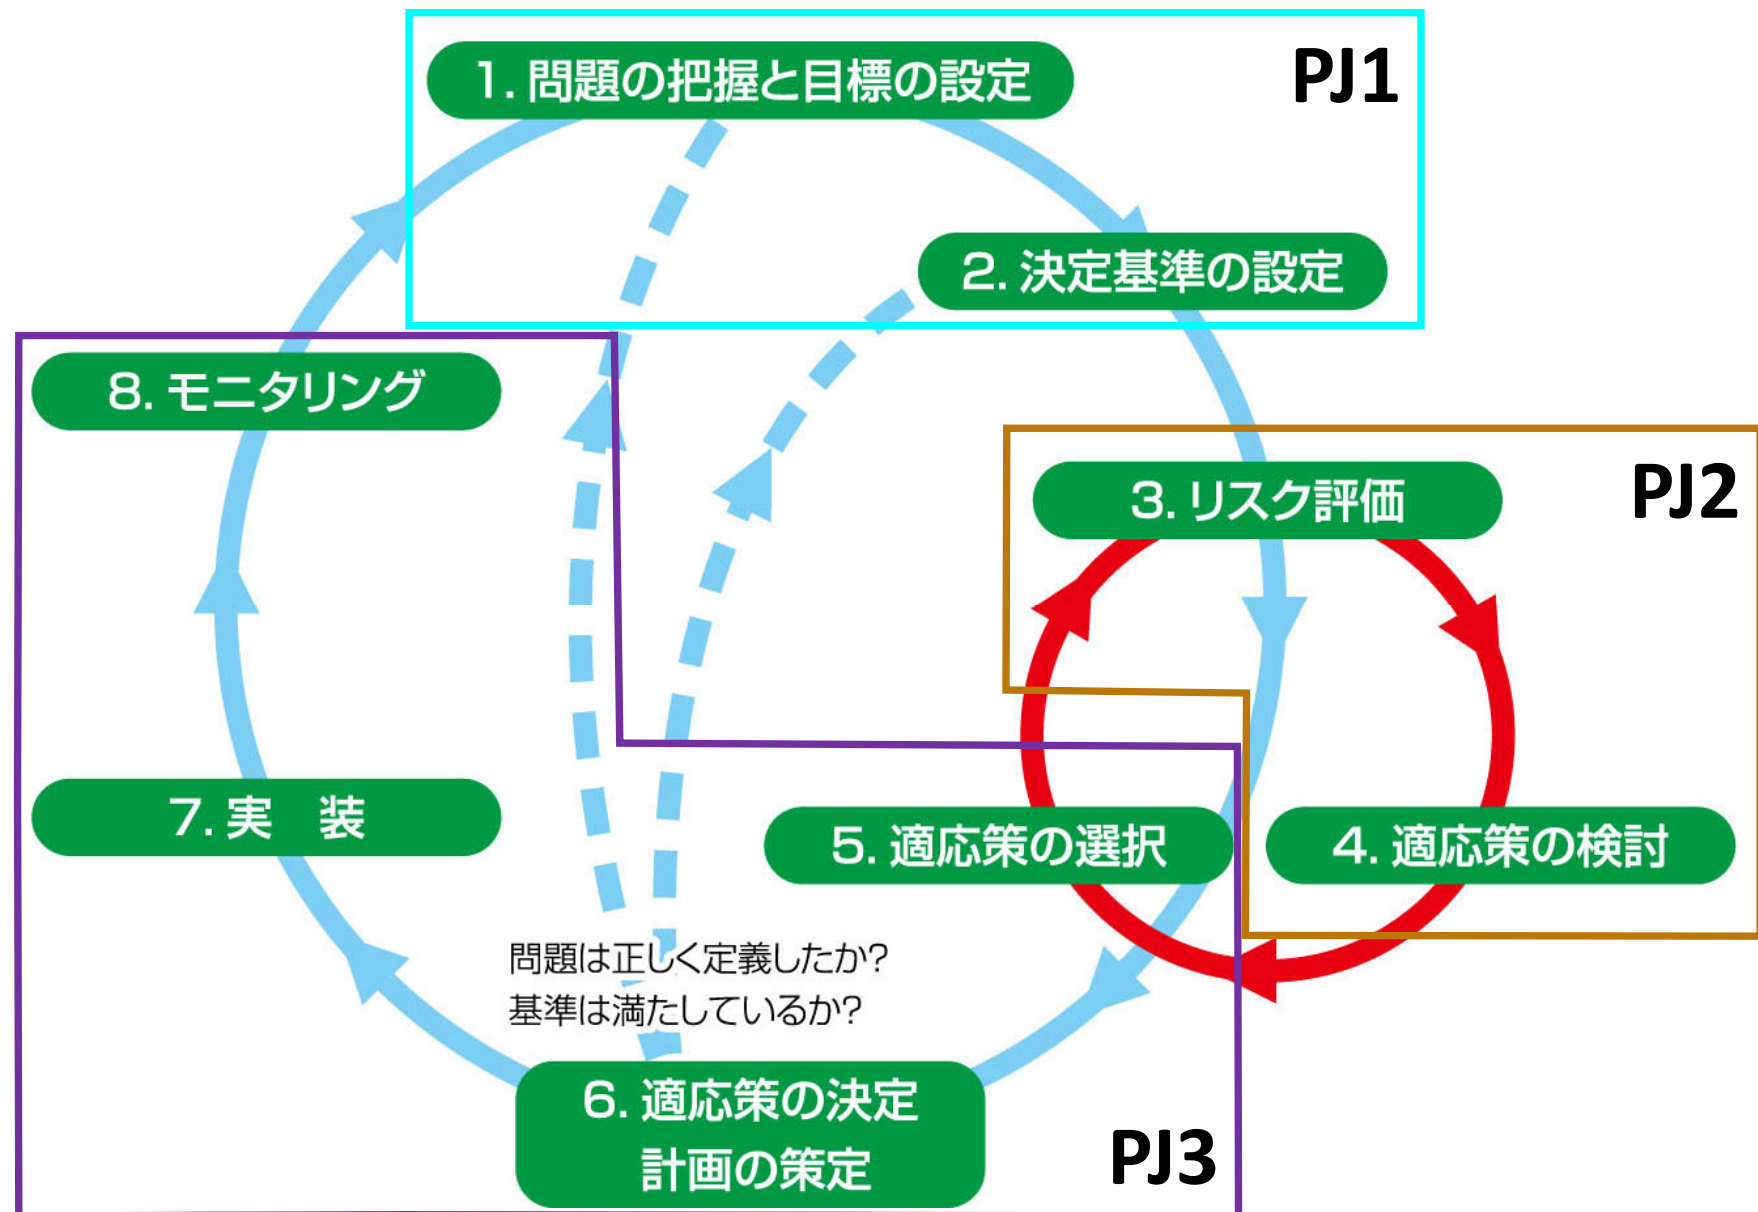 1. 問題の把握と目標の設定
PJ1
2. 決定基準の設定
8. モニタリング
3. リスク評価
PJ2
7. 実　装
5. 適応策の選択
4. 適応策の検討
問題は正しく定義したか?
基準は満たしているか?
6. 適応策の決定
計画の策定
PJ3